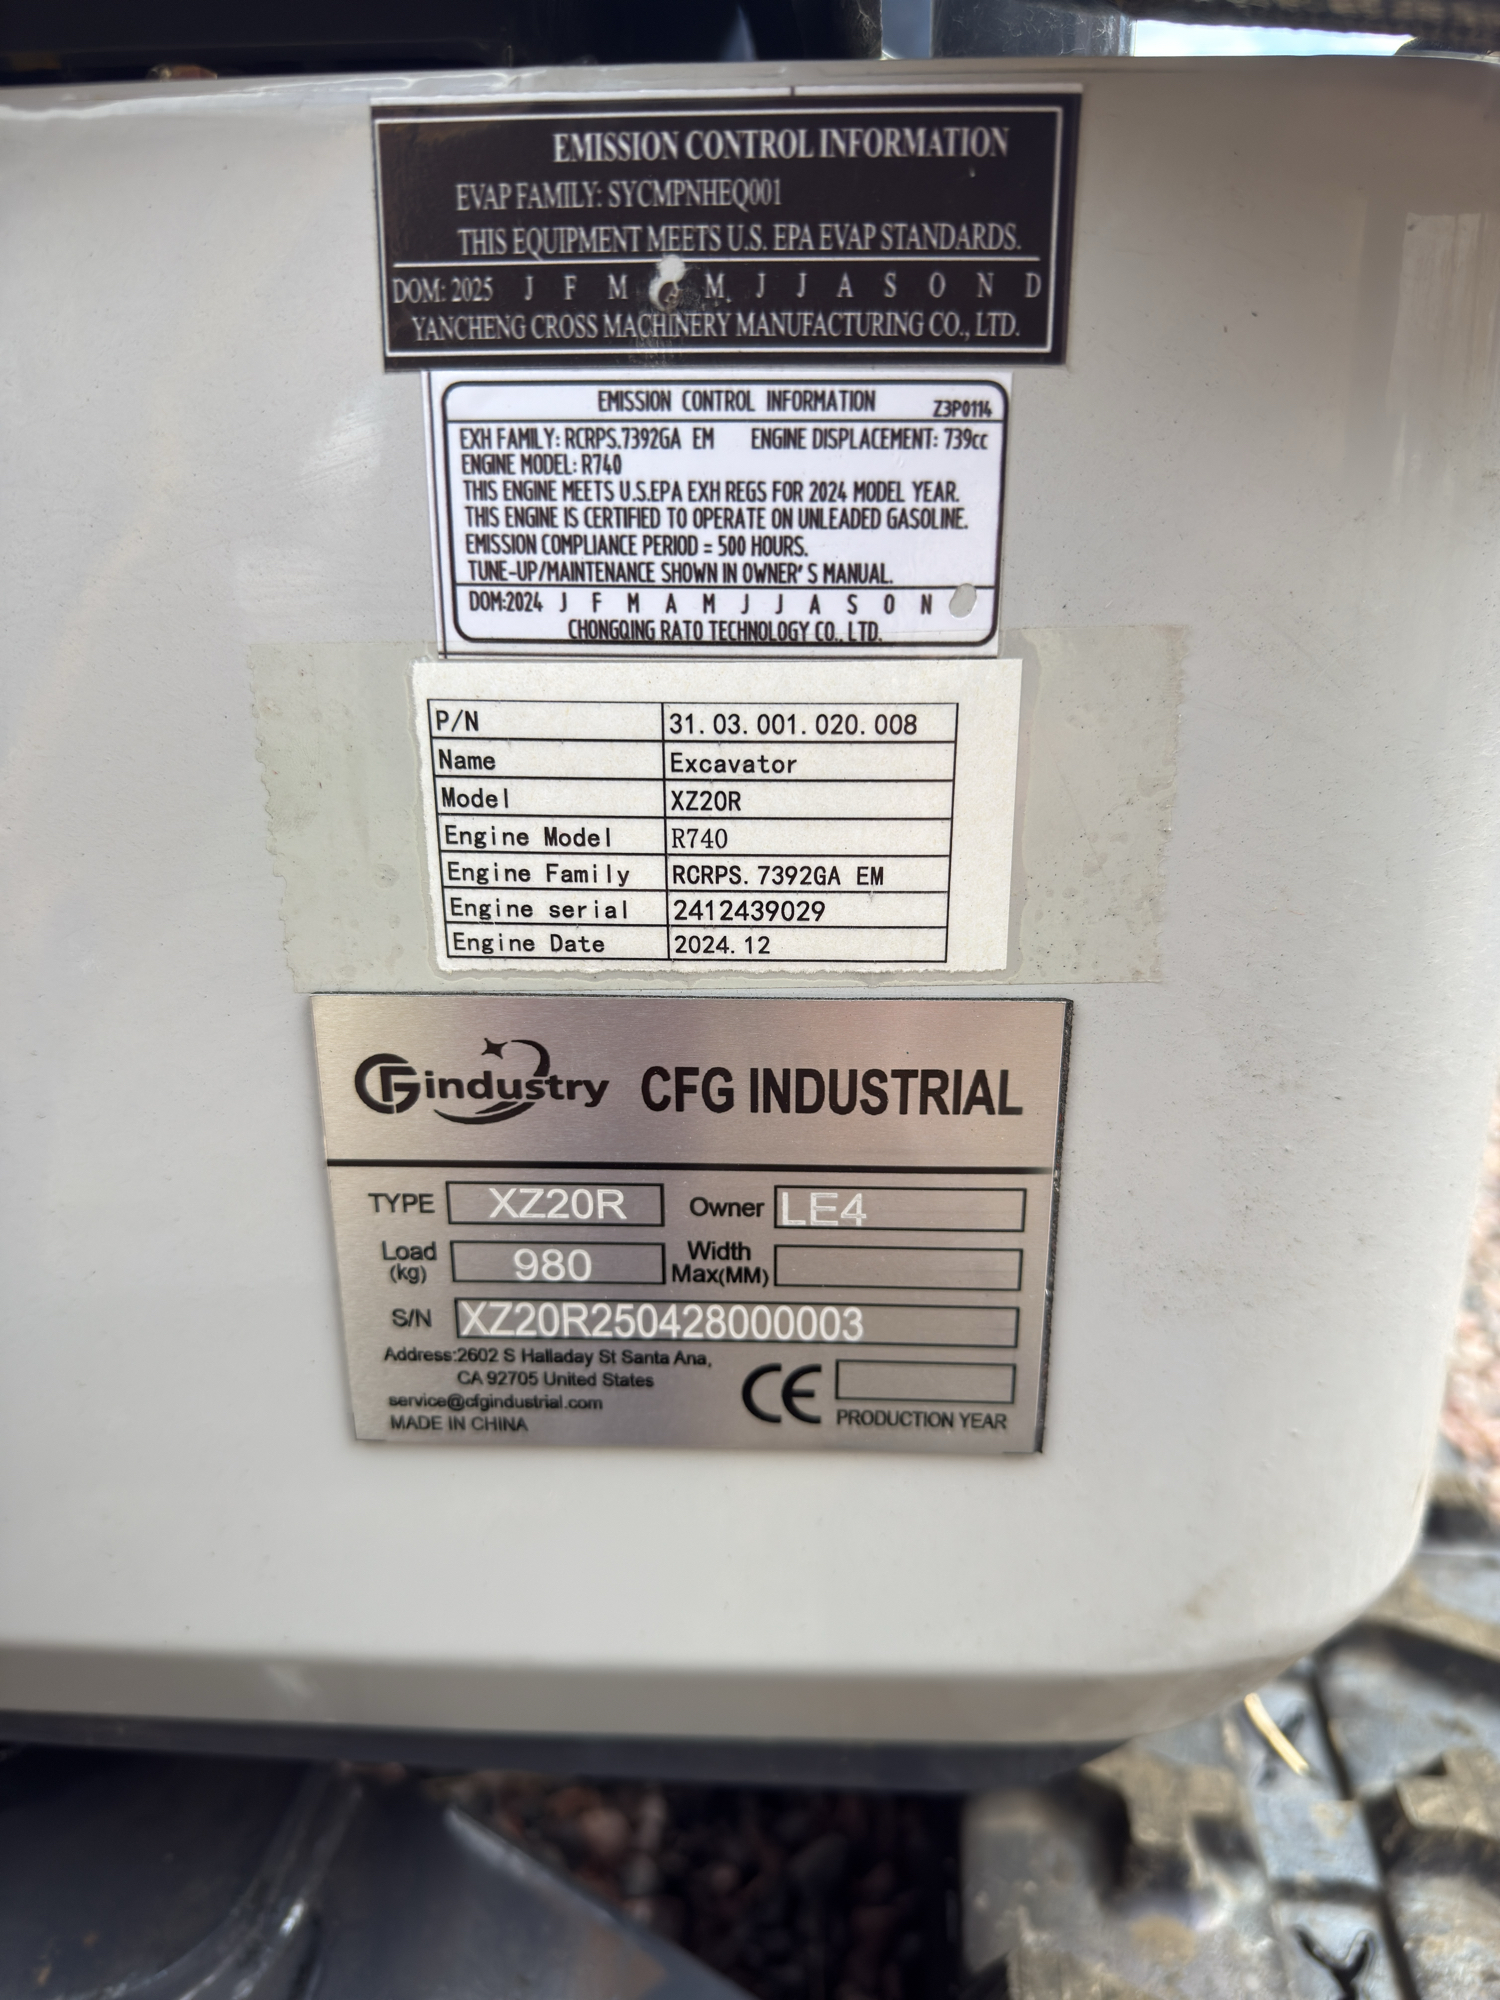 EMISSION CONTROL INFORMATION
EVAP FAMILY: SYCMPNHEQ001
THIS EQUIPMENT MEETS U.S. EPA EVAP STANDARDS.
DOM: 2025 J F M M J J A S O N D
YANCHENG CROSS MACHINERY MANUFACTURING CO., LTD.
EMISSION CONTROL INFORMATION Z3P0114
EXH FAMILY: RCRPS.7392GA EM ENGINE DISPLACEMENT: 739cc
ENGINE MODEL: R740
THIS ENGINE MEETS U.S.EPA EXH REGS FOR 2024 MODEL YEAR.
THIS ENGINE IS CERTIFIED TO OPERATE ON UNLEADED GASOLINE.
EMISSION COMPLIANCE PERIOD = 500 HOURS.
TUNE-UP/MAINTENANCE SHOWN IN OWNER'S MANUAL.
DOM:2024 J F M A M J J A S O N
CHONGQING RATO TECHNOLOGY CO., LTD.
P/N 31.03.001.020.008
Name Excavator
Model XZ20R
Engine Model R740
Engine Family RCRPS.7392GA EM
Engine serial 2412439029
Engine Date 2024.12
CFG industry CFG INDUSTRIAL
TYPE XZ20R Owner LE4
Load (kg) 980 Width Max(MM)
S/N XZ20R250428000003
Address:2602 S Halladay St Santa Ana,
CA 92705 United States
service@cfgindustrial.com
MADE IN CHINA
CE PRODUCTION YEAR